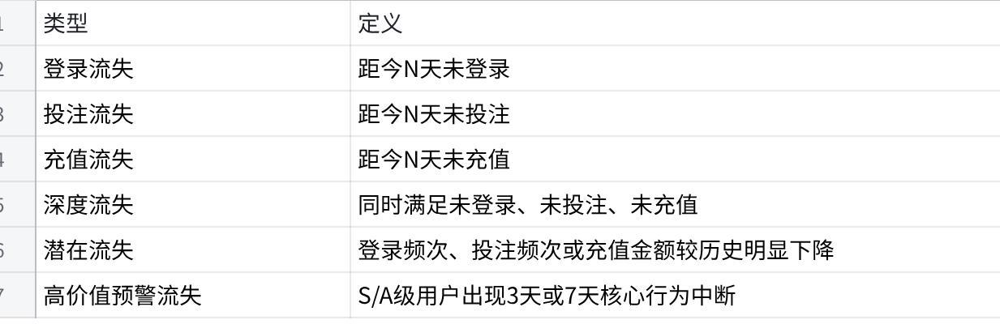 1 类型 定义
2 登录流失 距今N天未登录
3 投注流失 距今N天未投注
4 充值流失 距今N天未充值
5 深度流失 同时满足未登录、未投注、未充值
6 潜在流失 登录频次、投注频次或充值金额较历史明显下降
7 高价值预警流失 S/A级用户出现3天或7天核心行为中断